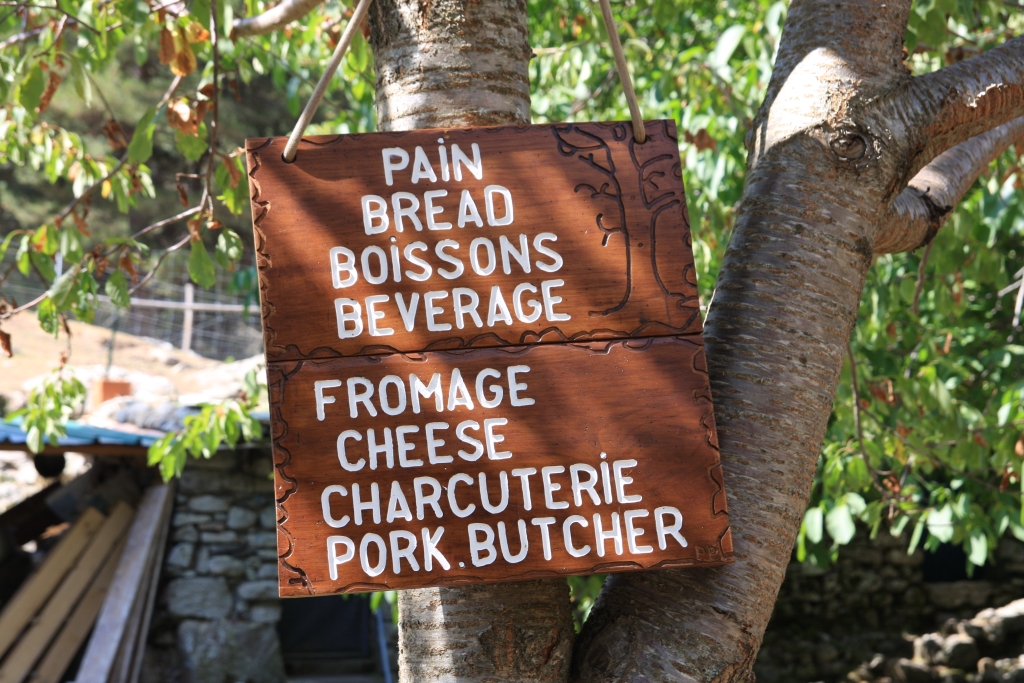 PAiN
BREAD
BOiSSONS
BEVERAGE
FROMAGE
CHEESE
CHARCUTERiE
PORK.BUTCHER